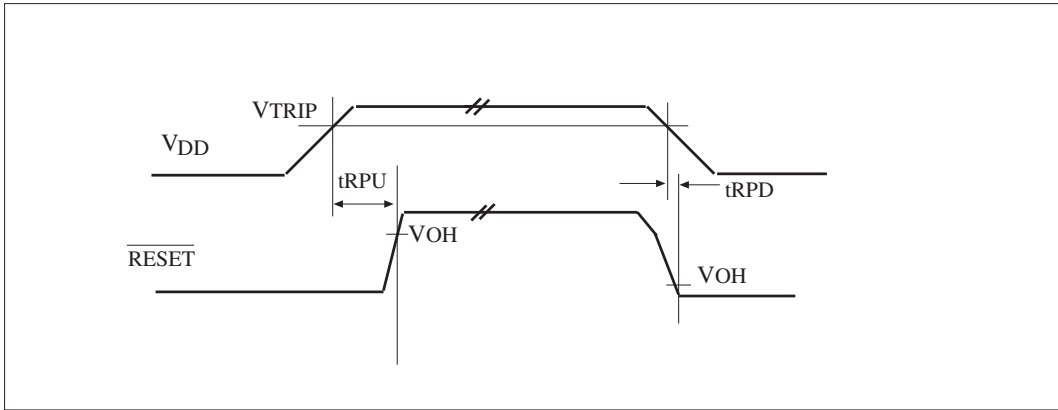 VTRIP
VDD
tRPU
tRPD
VOH
RESET
VOH